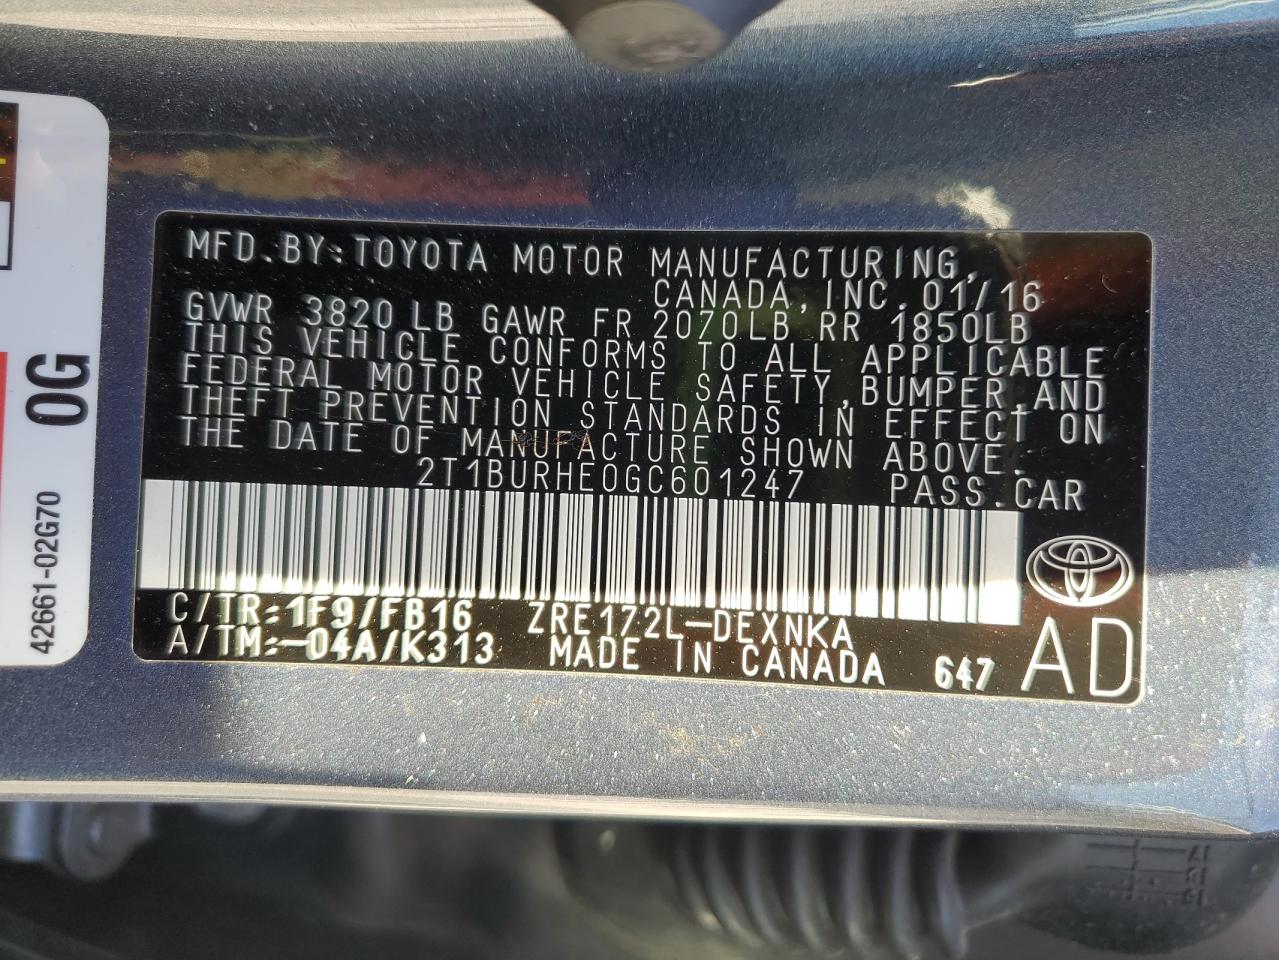 MFD.BY:TOYOTA MOTOR MANUFACTURING,
CANADA, INC. 01/16
GVWR 3820 LB GAWR FR 2070LB RR 1850LB
THIS VEHICLE CONFORMS TO ALL APPLICABLE
FEDERAL MOTOR VEHICLE SAFETY,BUMPER,AND
THEFT PREVENTION STANDARDS IN EFFECT ON
THE DATE OF MANUFACTURE SHOWN ABOVE.
2T1BURHE0GC601247 PASS.CAR
C/TR:1F9/FB16 ZRE172L-DEXNKA
A/TM:-04A/K313 MADE IN CANADA 647 AD
42661-02G70 0G